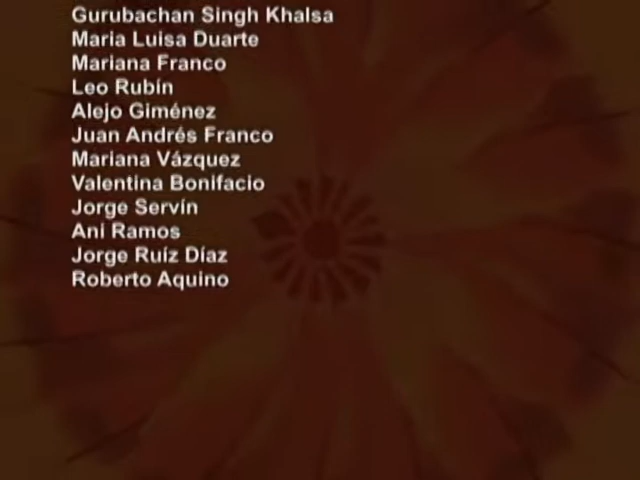 Gurubachan Singh Khalsa
Maria Luisa Duarte
Mariana Franco
Leo Rubín
Alejo Giménez
Juan Andrés Franco
Mariana Vázquez
Valentina Bonifacio
Jorge Servín
Ani Ramos
Jorge Ruíz Díaz
Roberto Aquino